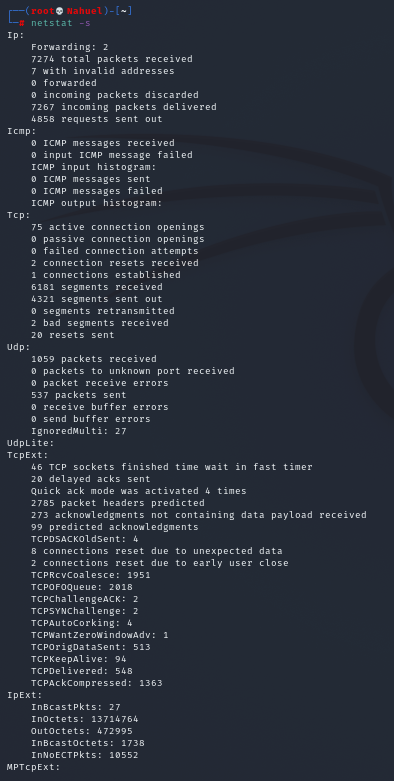 ┌──(root💀Nahuel)-[~]
└─# netstat -s
Ip:
    Forwarding: 2
    7274 total packets received
    7 with invalid addresses
    0 forwarded
    0 incoming packets discarded
    7267 incoming packets delivered
    4858 requests sent out
Icmp:
    0 ICMP messages received
    0 input ICMP message failed
    ICMP input histogram:
    0 ICMP messages sent
    0 ICMP messages failed
    ICMP output histogram:
Tcp:
    75 active connection openings
    0 passive connection openings
    0 failed connection attempts
    2 connection resets received
    1 connections established
    6181 segments received
    4321 segments sent out
    0 segments retransmitted
    2 bad segments received
    20 resets sent
Udp:
    1059 packets received
    0 packets to unknown port received
    0 packet receive errors
    537 packets sent
    0 receive buffer errors
    0 send buffer errors
    IgnoredMulti: 27
UdpLite:
TcpExt:
    46 TCP sockets finished time wait in fast timer
    20 delayed acks sent
    Quick ack mode was activated 4 times
    2785 packet headers predicted
    273 acknowledgments not containing data payload received
    99 predicted acknowledgments
    TCPDSACKOldSent: 4
    8 connections reset due to unexpected data
    2 connections reset due to early user close
    TCPRcvCoalesce: 1951
    TCPOFOQueue: 2018
    TCPChallengeACK: 2
    TCPSYNChallenge: 2
    TCPAutoCorking: 4
    TCPWantZeroWindowAdv: 1
    TCPOrigDataSent: 513
    TCPKeepAlive: 94
    TCPDelivered: 548
    TCPAckCompressed: 1363
IpExt:
    InBcastPkts: 27
    InOctets: 13714764
    OutOctets: 472995
    InBcastOctets: 1738
    InNoECTPkts: 10552
MPTcpExt: